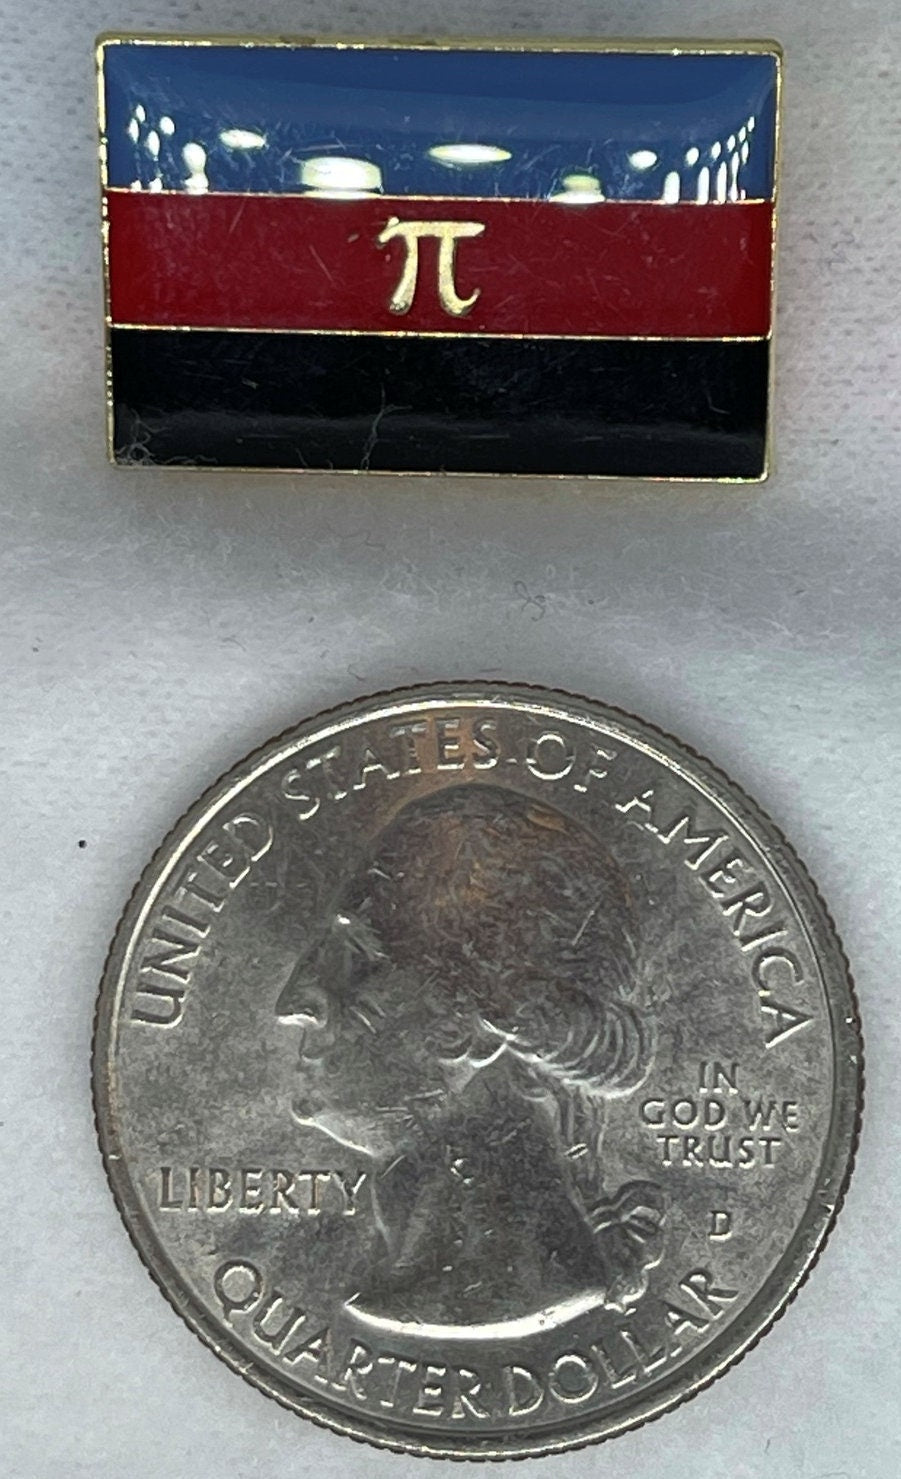 π
UNITED STATES OF AMERICA
IN
GOD WE
TRUST
LIBERTY
D
QUARTER DOLLAR